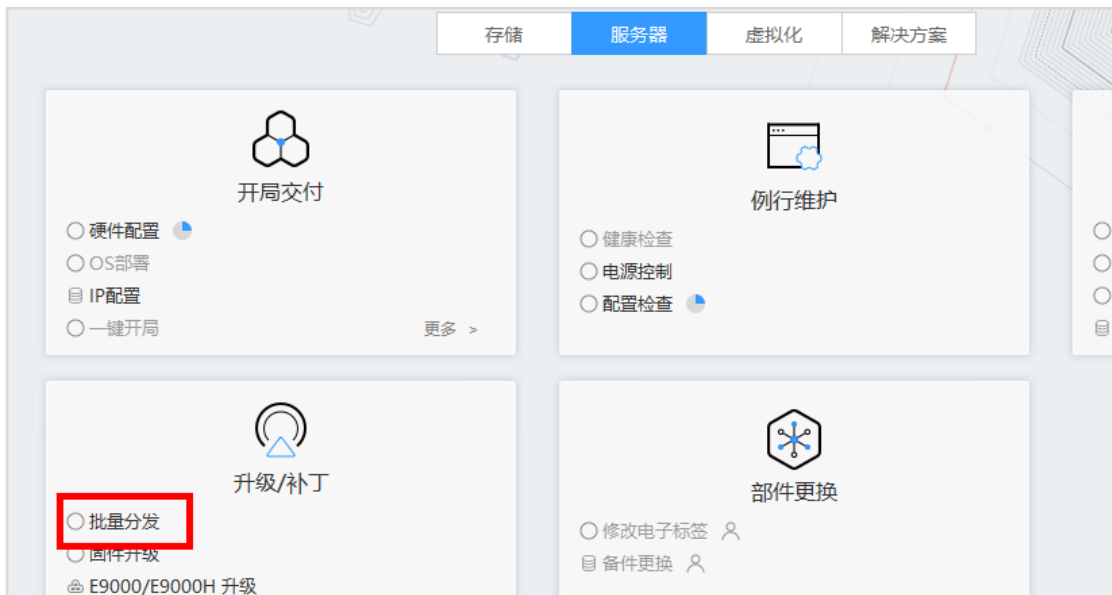 存储 服务器 虚拟化 解决方案
开局交付
硬件配置
OS部署
IP配置
一键开局 更多 >
例行维护
健康检查
电源控制
配置检查
升级/补丁
批量分发
固件升级
E9000/E9000H 升级
部件更换
修改电子标签
备件更换